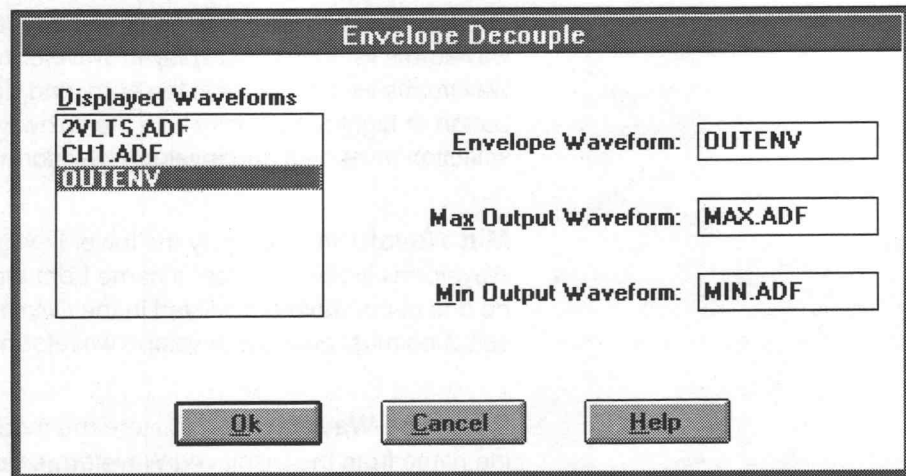 Envelope Decouple
Displayed Waveforms
2VLTS.ADF
CH1.ADF
OUTENV
Envelope Waveform: OUTENV
Max Output Waveform: MAX.ADF
Min Output Waveform: MIN.ADF
Ok Cancel Help